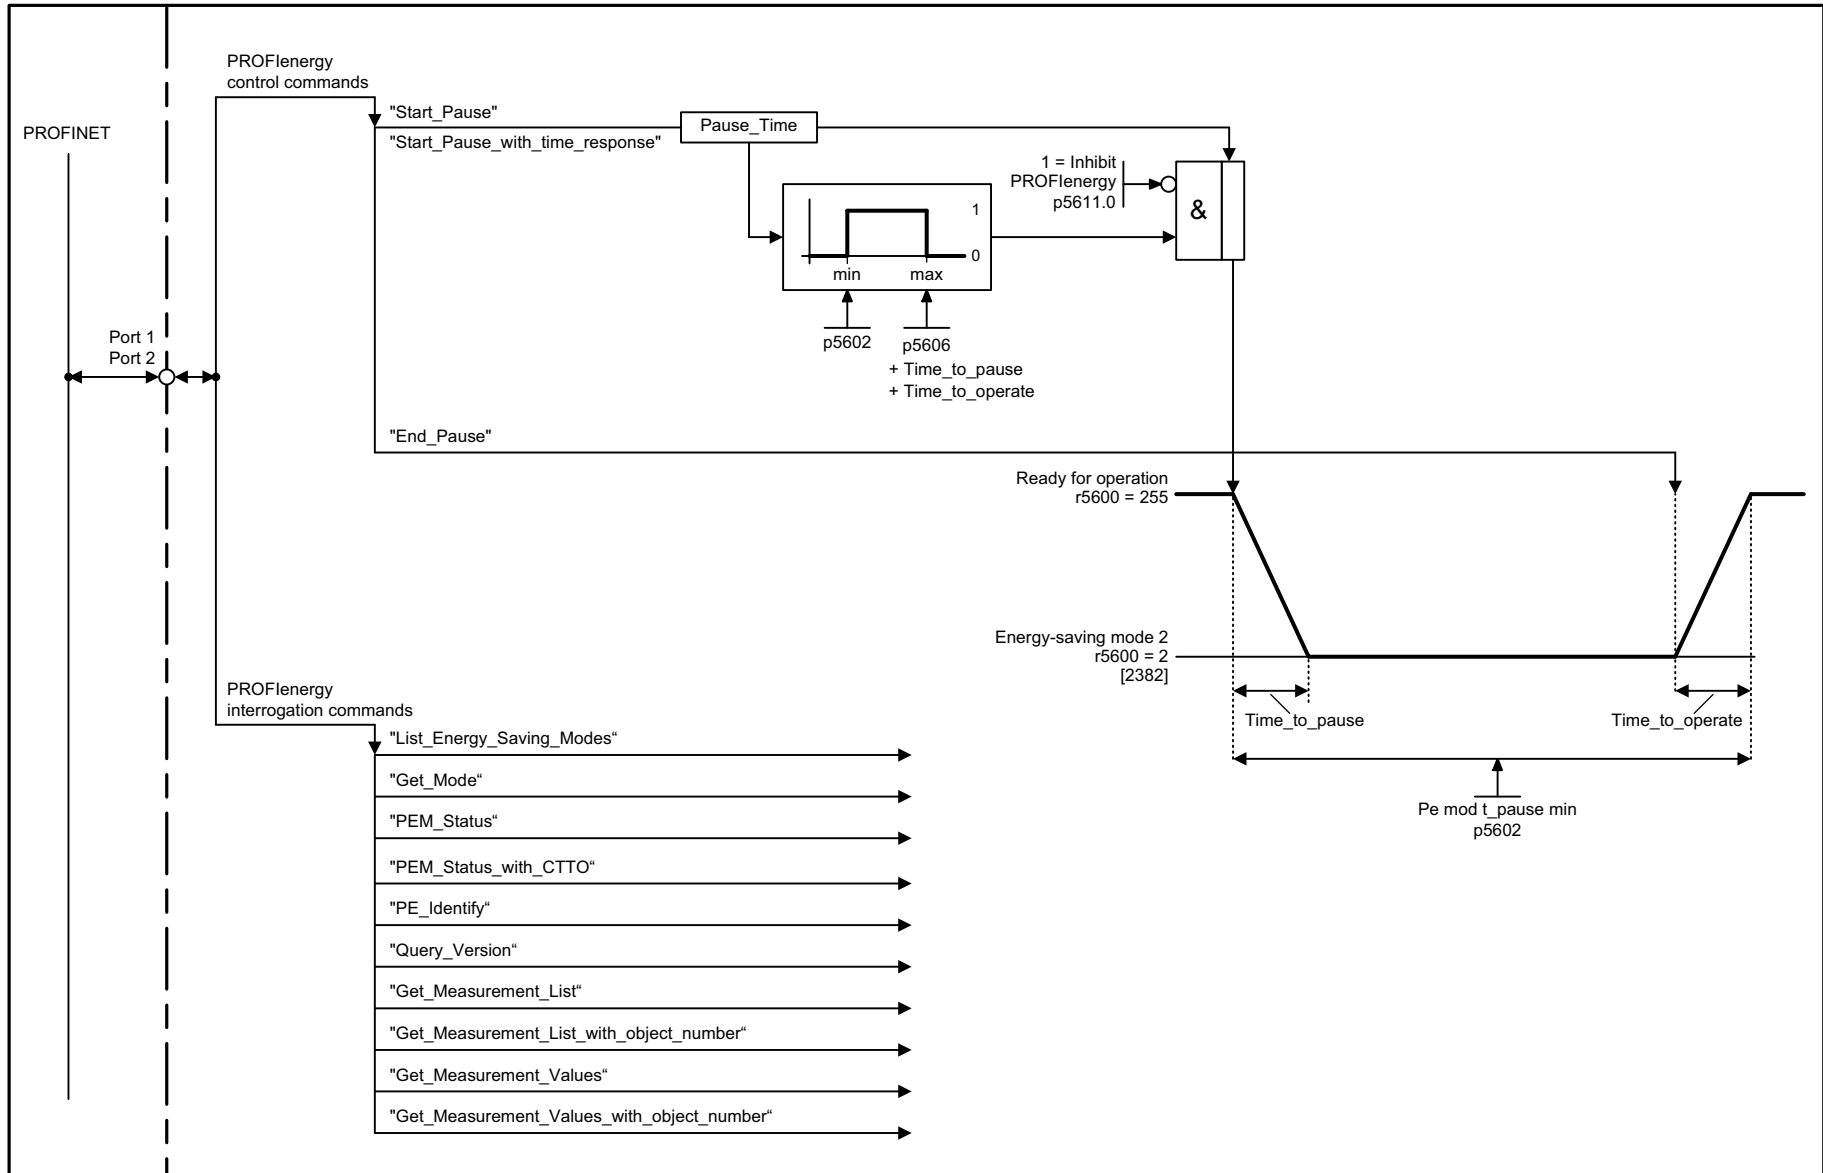 PROFINET
Port 1
Port 2
PROFIenergy
control commands
"Start_Pause"
"Start_Pause_with_time_response"
Pause_Time
1 = Inhibit
PROFIenergy
p5611.0
&
1
0
min
max
p5602
p5606
+ Time_to_pause
+ Time_to_operate
"End_Pause"
Ready for operation
r5600 = 255
Energy-saving mode 2
r5600 = 2
[2382]
Time_to_pause
Time_to_operate
Pe mod t_pause min
p5602
PROFIenergy
interrogation commands
"List_Energy_Saving_Modes“
"Get_Mode“
"PEM_Status“
"PEM_Status_with_CTTO“
"PE_Identify“
"Query_Version“
"Get_Measurement_List“
"Get_Measurement_List_with_object_number“
"Get_Measurement_Values“
"Get_Measurement_Values_with_object_number“